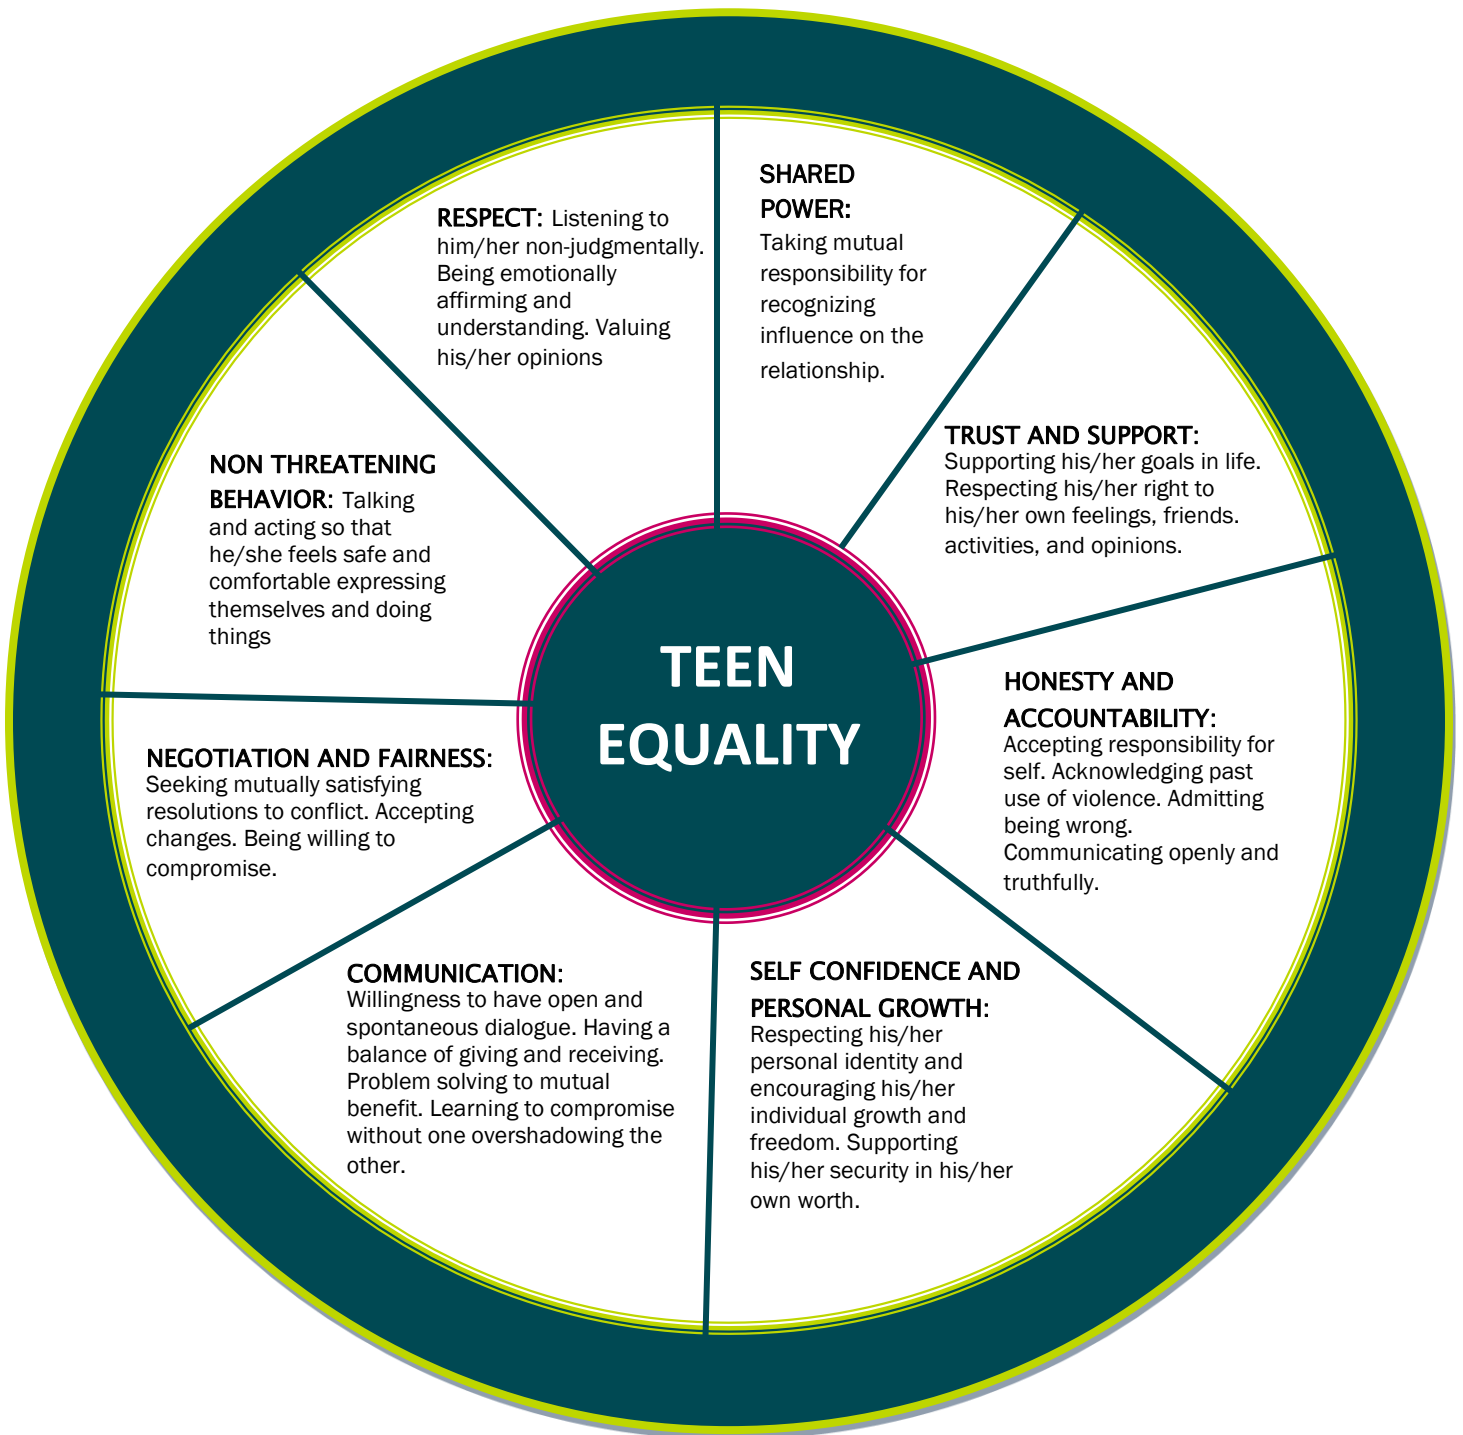 SHARED
POWER:
Taking mutual
responsibility for
recognizing
influence on the
relationship.
TRUST AND SUPPORT:
Supporting his/her goals in life.
Respecting his/her right to
his/her own feelings, friends.
activities, and opinions.
HONESTY AND
ACCOUNTABILITY:
Accepting responsibility for
self. Acknowledging past
use of violence. Admitting
being wrong.
Communicating openly and
truthfully.
SELF CONFIDENCE AND
PERSONAL GROWTH:
Respecting his/her
personal identity and
encouraging his/her
individual growth and
freedom. Supporting
his/her security in his/her
own worth.
COMMUNICATION:
Willingness to have open and
spontaneous dialogue. Having a
balance of giving and receiving.
Problem solving to mutual
benefit. Learning to compromise
without one overshadowing the
other.
NEGOTIATION AND FAIRNESS:
Seeking mutually satisfying
resolutions to conflict. Accepting
changes. Being willing to
compromise.
NON THREATENING
BEHAVIOR: Talking
and acting so that
he/she feels safe and
comfortable expressing
themselves and doing
things
RESPECT: Listening to
him/her non-judgmentally.
Being emotionally
affirming and
understanding. Valuing
his/her opinions
TEEN
EQUALITY